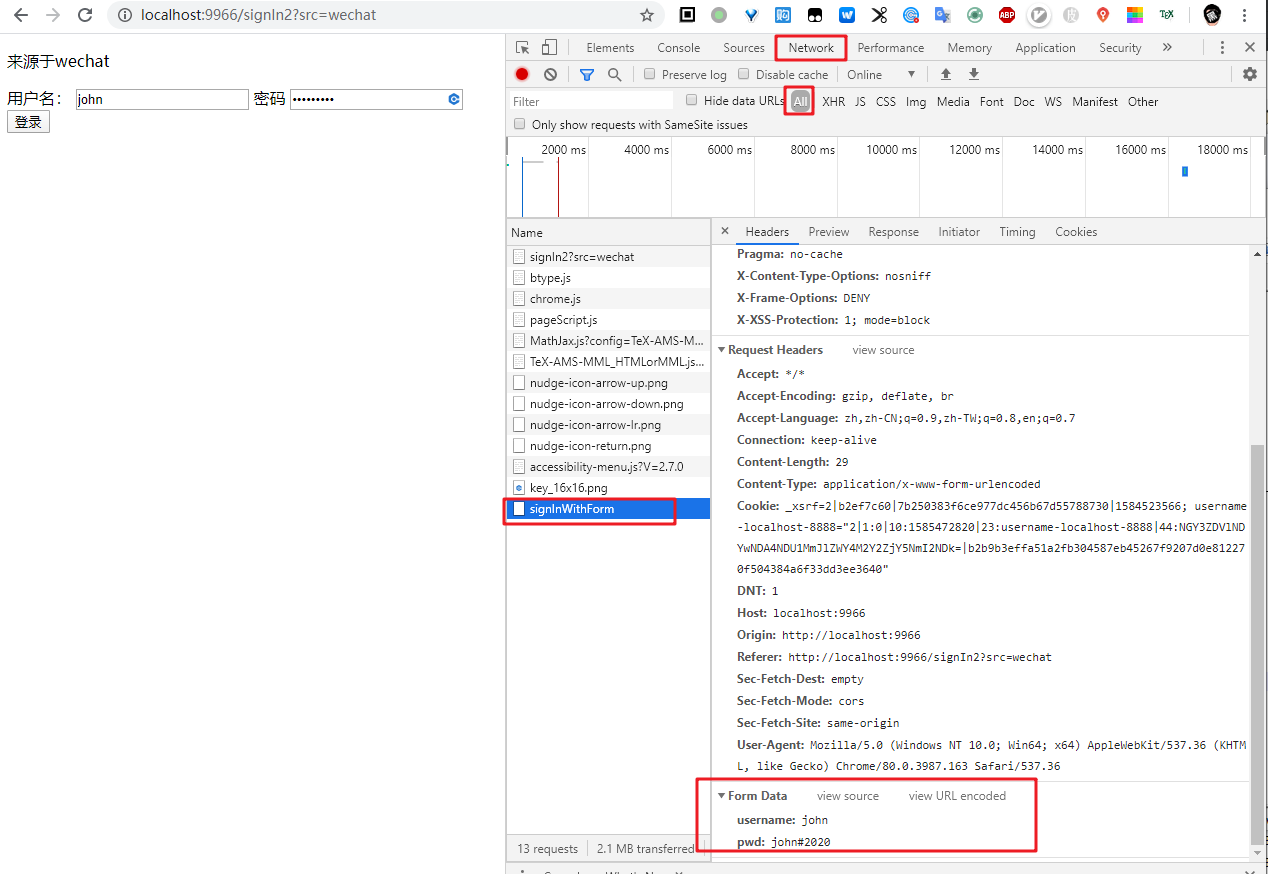 localhost:9966/signIn2?src=wechat
来源于wechat
用户名： john 密码 •••••••••
登录
Elements Console Sources Network Performance Memory Application Security »
Preserve log Disable cache Online
Filter Hide data URLs All XHR JS CSS Img Media Font Doc WS Manifest Other
Only show requests with SameSite issues
2000 ms 4000 ms 6000 ms 8000 ms 10000 ms 12000 ms 14000 ms 16000 ms 18000 ms
Name
signIn2?src=wechat
btype.js
chrome.js
pageScript.js
MathJax.js?config=TeX-AMS-M...
TeX-AMS-MML_HTMLorMML.js...
nudge-icon-arrow-up.png
nudge-icon-arrow-down.png
nudge-icon-arrow-lr.png
nudge-icon-return.png
accessibility-menu.js?V=2.7.0
key_16x16.png
signInWithForm
13 requests 2.1 MB transferred
Headers Preview Response Initiator Timing Cookies
Pragma: no-cache
X-Content-Type-Options: nosniff
X-Frame-Options: DENY
X-XSS-Protection: 1; mode=block
Request Headers view source
Accept: */*
Accept-Encoding: gzip, deflate, br
Accept-Language: zh,zh-CN;q=0.9,zh-TW;q=0.8,en;q=0.7
Connection: keep-alive
Content-Length: 29
Content-Type: application/x-www-form-urlencoded
Cookie: _xsrf=2|b2ef7c60|7b250383f6ce977dc456b67d55788730|1584523566; username
-localhost-8888="2|1:0|10:1585472820|23:username-localhost-8888|44:NGY3ZDVlND
YwNDA4NDU1MmJlZWY4M2Y2ZjY5NmI2NDk=|b2b9b3effa51a2fb304587eb45267f9207d0e81227
0f504384a6f33dd3ee3640"
DNT: 1
Host: localhost:9966
Origin: http://localhost:9966
Referer: http://localhost:9966/signIn2?src=wechat
Sec-Fetch-Dest: empty
Sec-Fetch-Mode: cors
Sec-Fetch-Site: same-origin
User-Agent: Mozilla/5.0 (Windows NT 10.0; Win64; x64) AppleWebKit/537.36 (KHTM
L, like Gecko) Chrome/80.0.3987.163 Safari/537.36
Form Data view source view URL encoded
username: john
pwd: john#2020